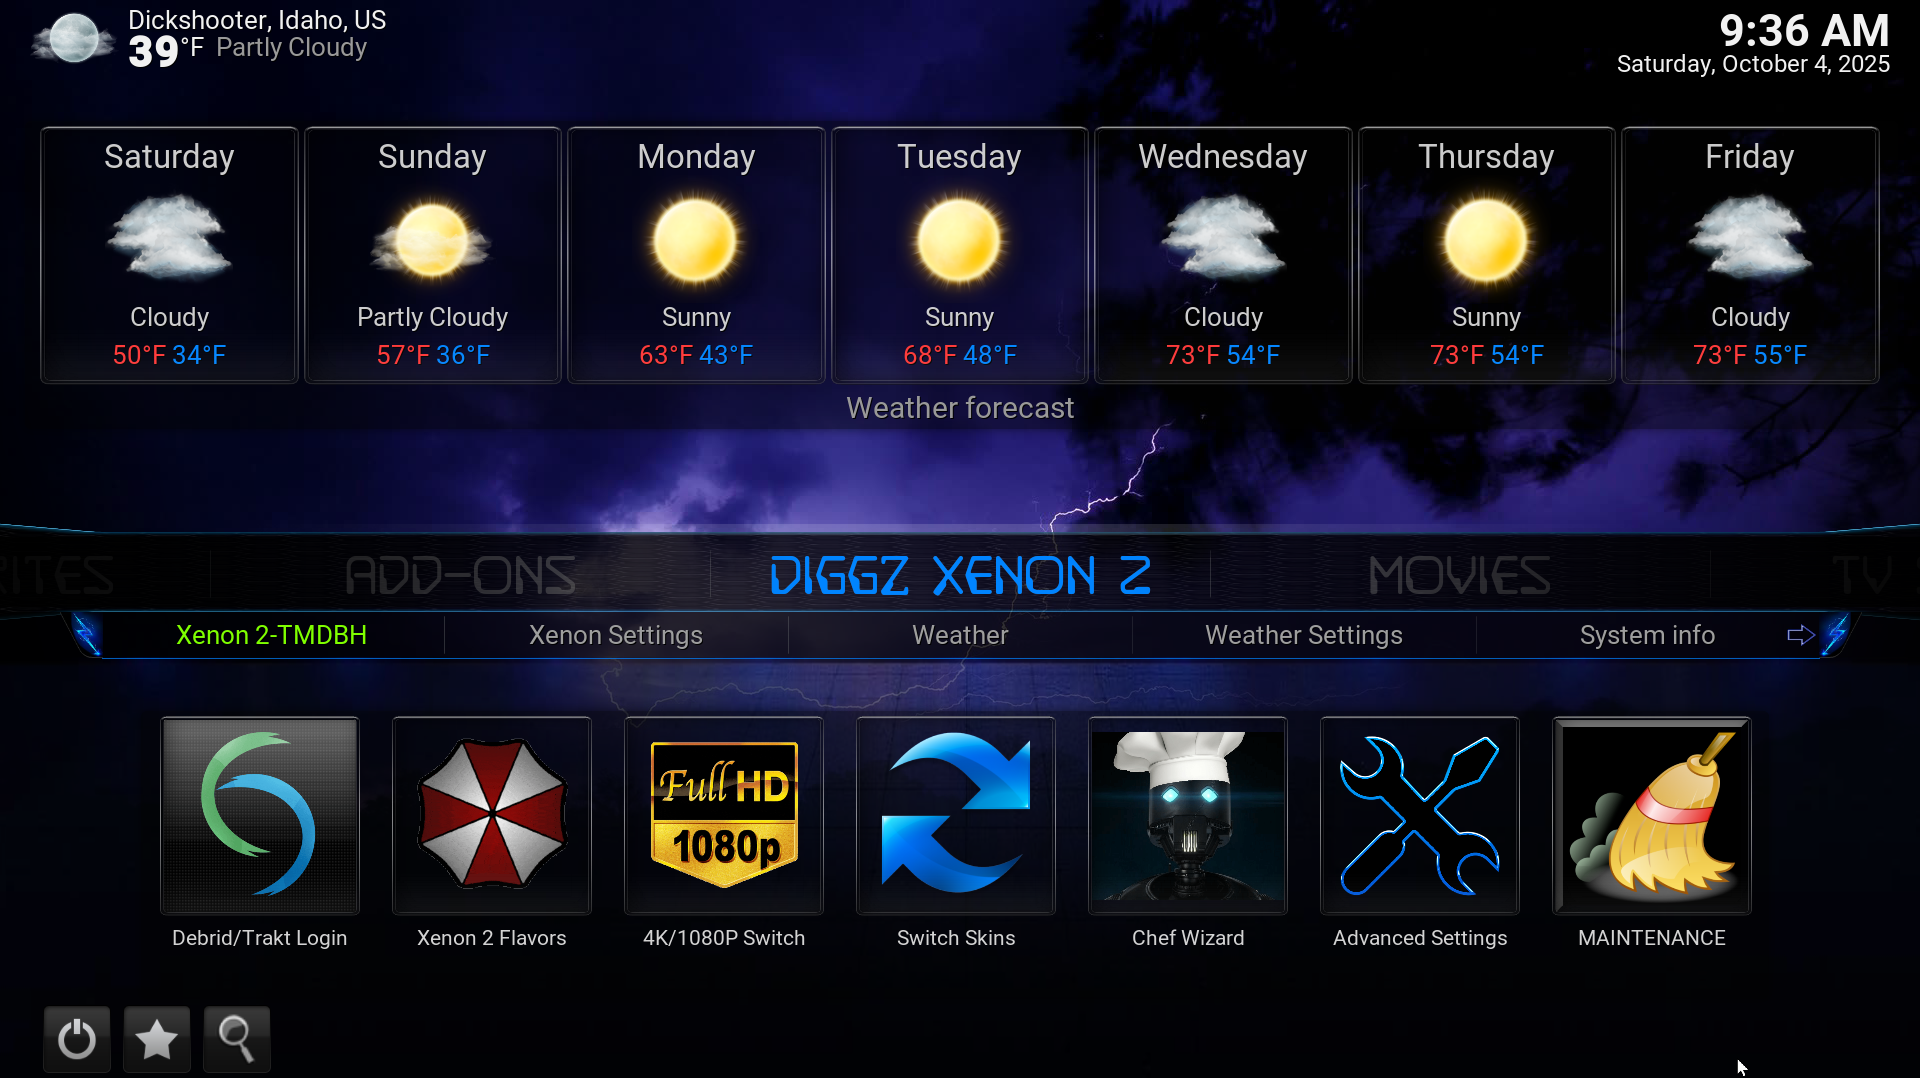 Dickshooter, Idaho, US
39°F Partly Cloudy
9:36 AM
Saturday, October 4, 2025
Saturday
Cloudy
50°F 34°F
Sunday
Partly Cloudy
57°F 36°F
Monday
Sunny
63°F 43°F
Tuesday
Sunny
68°F 48°F
Wednesday
Cloudy
73°F 54°F
Thursday
Sunny
73°F 54°F
Friday
Cloudy
73°F 55°F
Weather forecast
RITES ADD-ONS DIGGZ XENON 2 MOVIES TV
Xenon 2-TMDBH Xenon Settings Weather Weather Settings System info
Full HD
1080p
Debrid/Trakt Login Xenon 2 Flavors 4K/1080P Switch Switch Skins Chef Wizard Advanced Settings MAINTENANCE